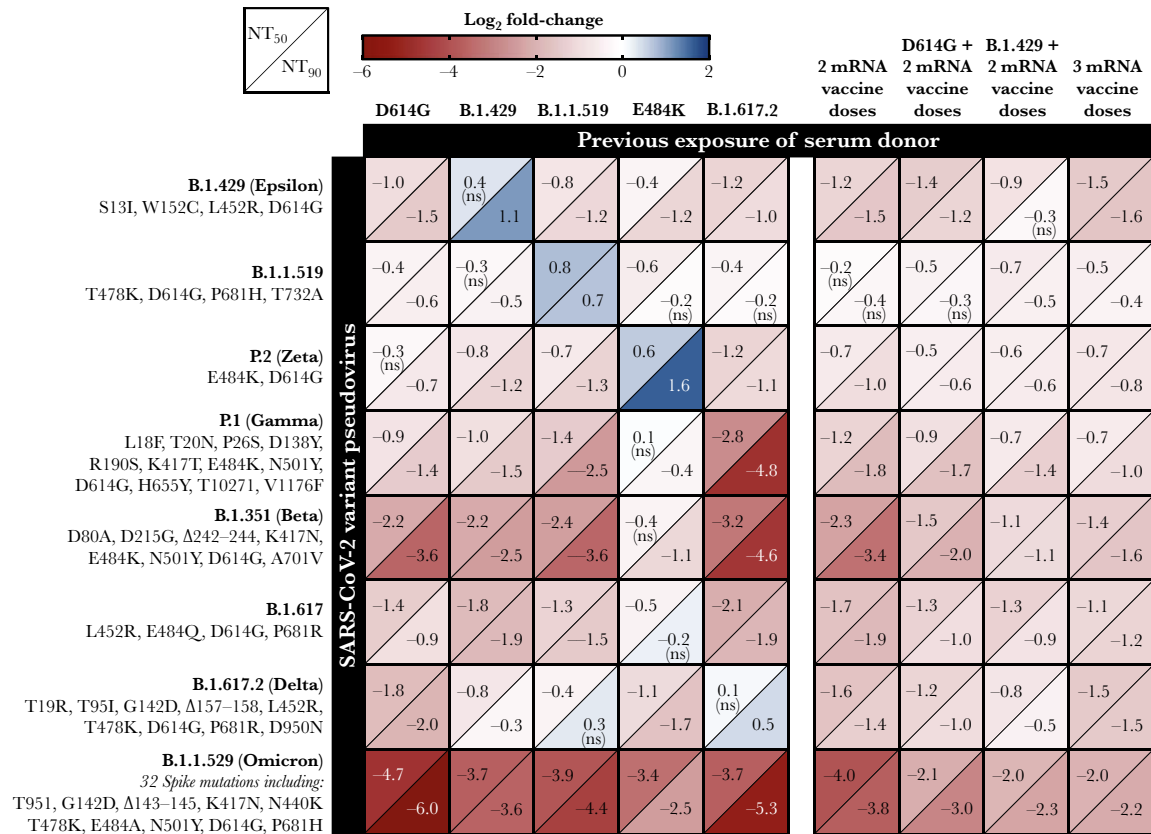 Log2 fold-change
NT50
NT90
−6 −4 −2 0 2
D614G B.1.429 B.1.1.519 E484K B.1.617.2
2 mRNA
vaccine
doses
D614G +
2 mRNA
vaccine
doses
B.1.429 +
2 mRNA
vaccine
doses
3 mRNA
vaccine
doses
Previous exposure of serum donor
SARS-CoV-2 variant pseudovirus
B.1.429 (Epsilon)
S13I, W152C, L452R, D614G
−1.0 0.4 −0.8 −0.4 −1.2 −1.2 −1.4 −0.9 −1.5
(ns)
−1.5 1.1 −1.2 −1.2 −1.0 −1.5 −1.2 −0.3 −1.6
(ns)
B.1.1.519
T478K, D614G, P681H, T732A
−0.4 −0.3 0.8 −0.6 −0.4 −0.2 −0.5 −0.7 −0.5
(ns) (ns)
−0.6 −0.5 0.7 −0.2 −0.2 −0.4 −0.3 −0.5 −0.4
(ns) (ns) (ns) (ns)
P.2 (Zeta)
E484K, D614G
−0.3 −0.8 −0.7 0.6 −1.2 −0.7 −0.5 −0.6 −0.7
(ns)
−0.7 −1.2 −1.3 1.6 −1.1 −1.0 −0.6 −0.6 −0.8
P.1 (Gamma)
L18F, T20N, P26S, D138Y,
R190S, K417T, E484K, N501Y,
D614G, H655Y, T10271, V1176F
−0.9 −1.0 −1.4 0.1 −2.8 −1.2 −0.9 −0.7 −0.7
(ns)
−1.4 −1.5 −−2.5 −0.4 −4.8 −1.8 −1.7 −1.4 −1.0
B.1.351 (Beta)
D80A, D215G, Δ242–244, K417N,
E484K, N501Y, D614G, A701V
−2.2 −2.2 −2.4 −0.4 −3.2 −2.3 −1.5 −1.1 −1.4
(ns)
−3.6 −2.5 −3.6 −1.1 −4.6 −3.4 −2.0 −1.1 −1.6
B.1.617
L452R, E484Q, D614G, P681R
−1.4 −1.8 −1.3 −0.5 −2.1 −1.7 −1.3 −1.3 −1.1
−0.9 −1.9 −−1.5 −0.2 −1.9 −1.9 −1.0 −0.9 −1.2
(ns)
B.1.617.2 (Delta)
T19R, T95I, G142D, Δ157–158, L452R,
T478K, D614G, P681R, D950N
−1.8 −0.8 −0.4 −1.1 0.1 −1.6 −1.2 −0.8 −1.5
(ns)
−2.0 −0.3 0.3 −1.7 0.5 −1.4 −1.0 −0.5 −1.5
(ns)
B.1.1.529 (Omicron)
32 Spike mutations including:
T951, G142D, Δ143–145, K417N, N440K
T478K, E484A, N501Y, D614G, P681H
−4.7 −3.7 −3.9 −3.4 −3.7 −4.0 −2.1 −2.0 −2.0
−6.0 −3.6 −4.4 −2.5 −5.3 −3.8 −3.0 −2.3 −2.2